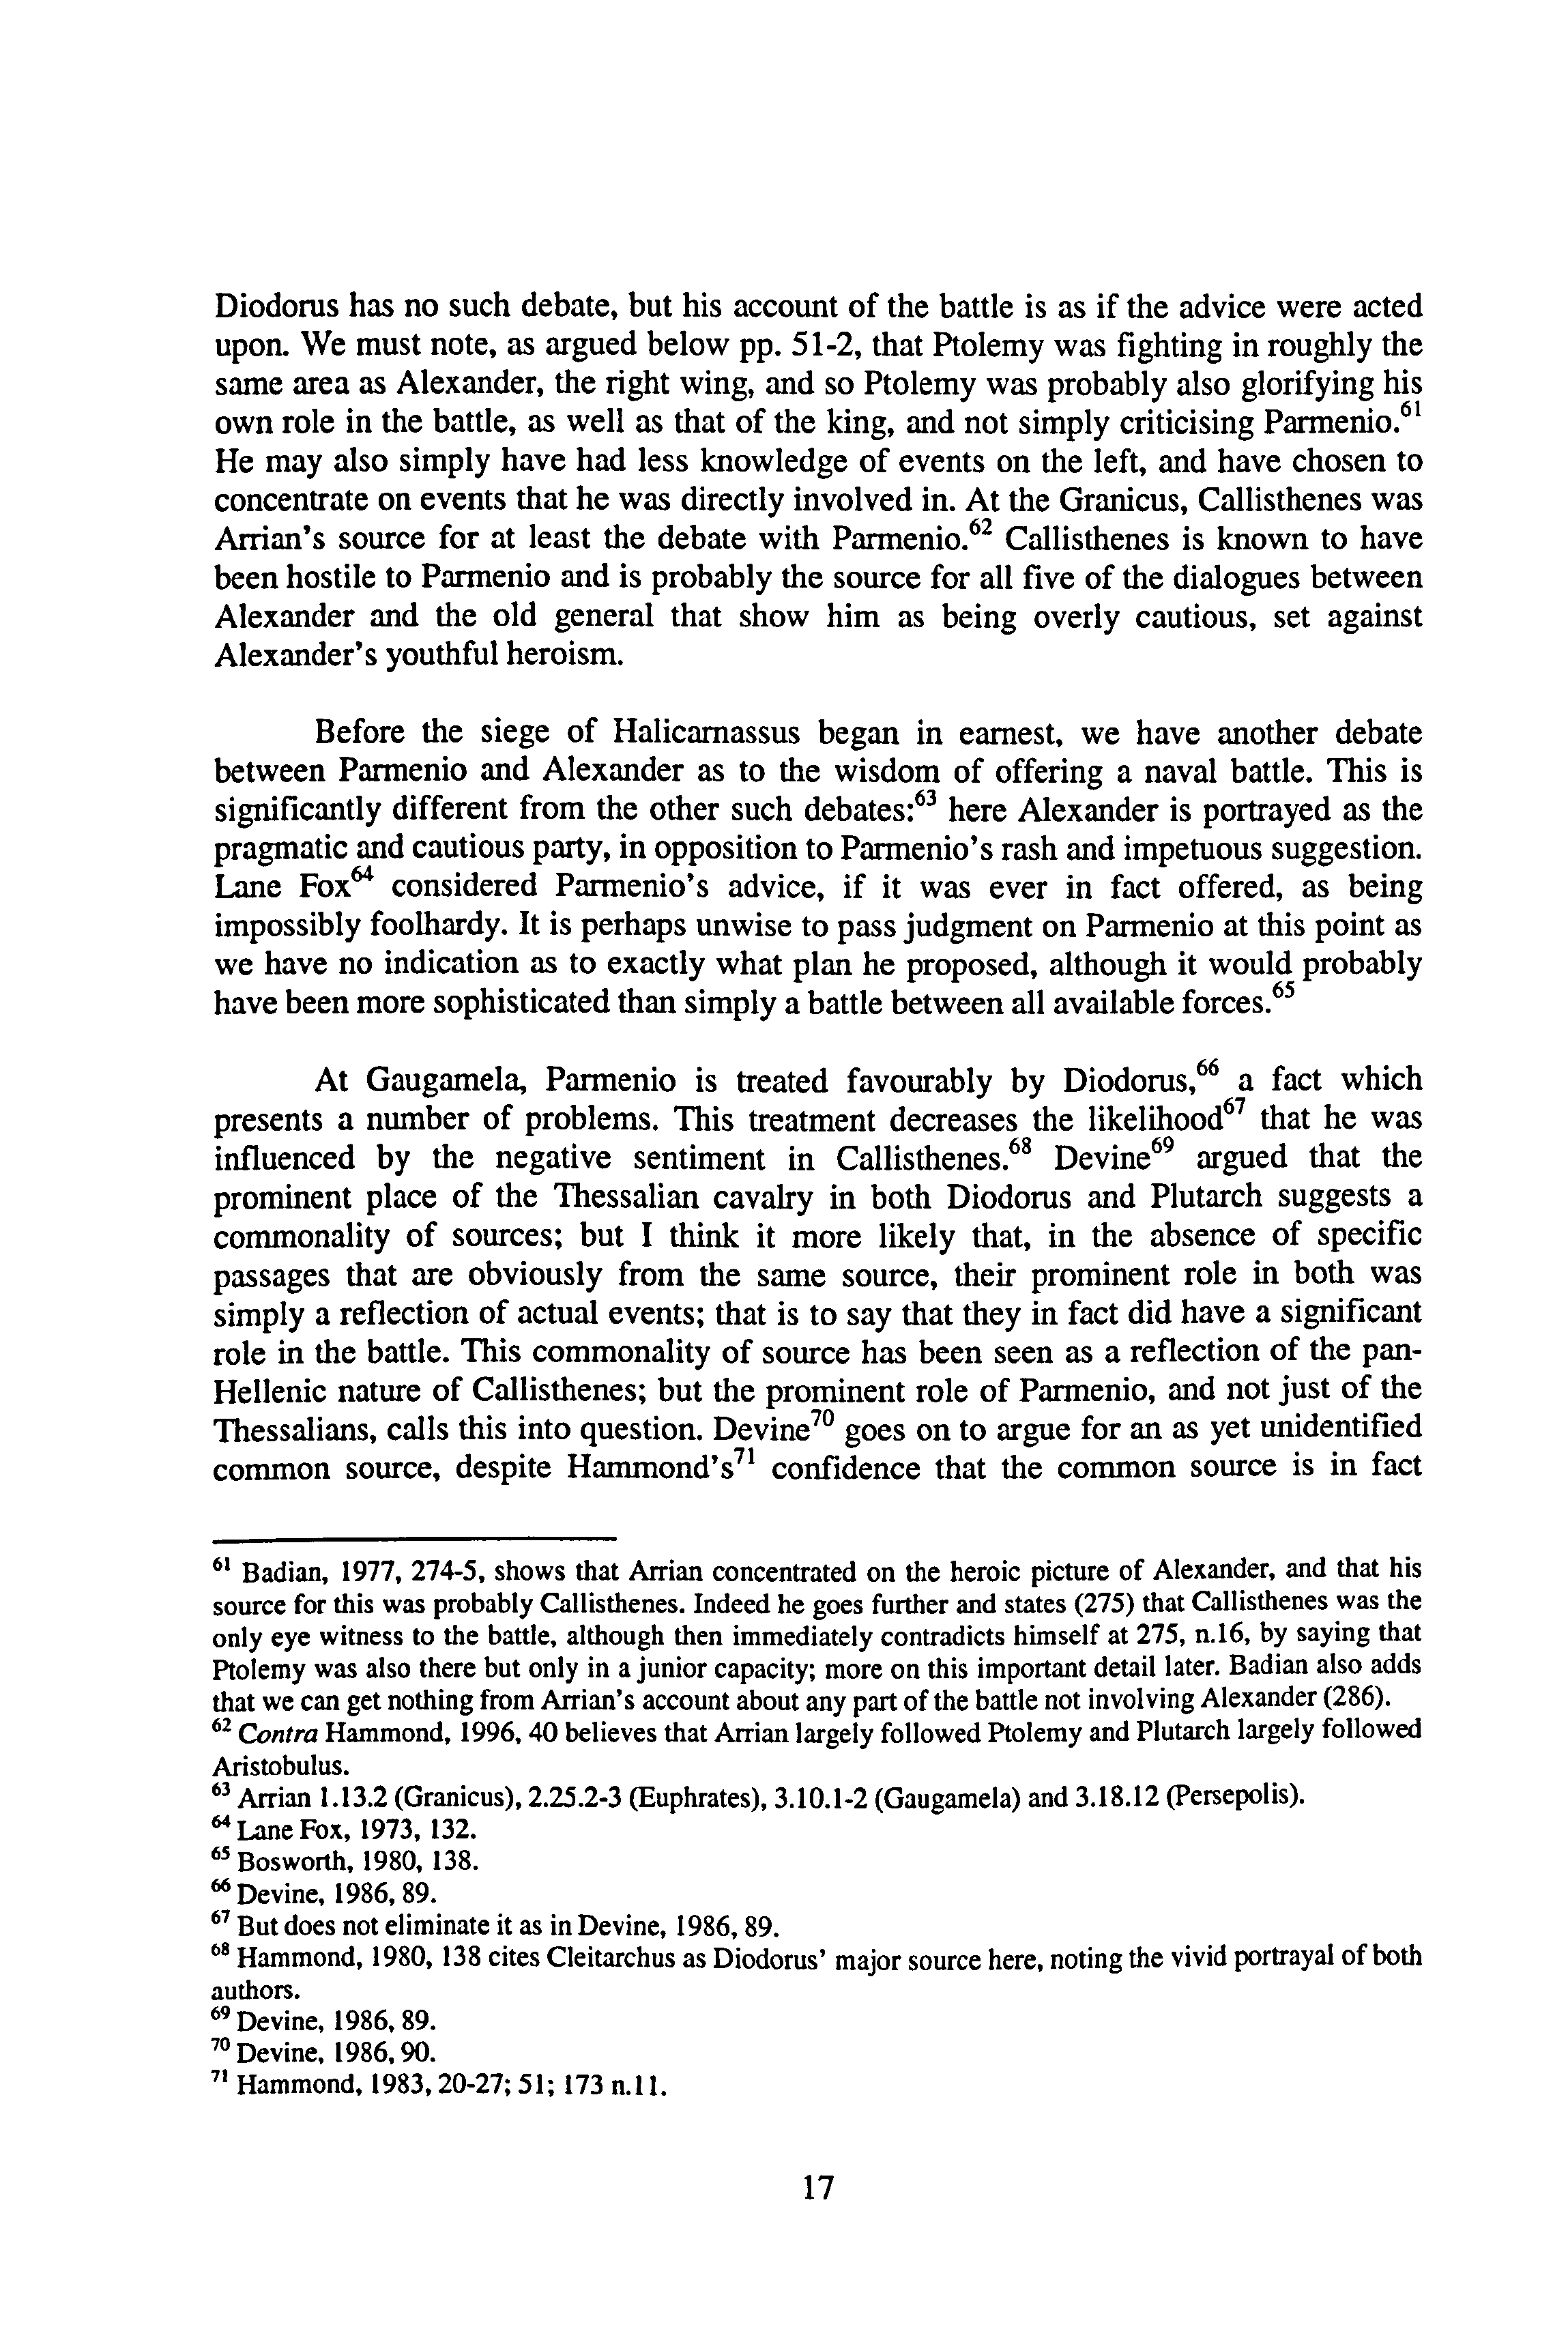 Diodorus has no such debate, but his account of the battle is as if the advice were acted
upon. We must note, as argued below pp. 51-2, that Ptolemy was fighting in roughly the
same area as Alexander, the right wing, and so Ptolemy was probably also glorifying his
own role in the battle, as well as that of the king, and not simply criticising Parmenio.61
He may also simply have had less knowledge of events on the left, and have chosen to
concentrate on events that he was directly involved in. At the Granicus, Callisthenes was
Arrian's source for at least the debate with Parmenio.62 Callisthenes is known to have
been hostile to Parmenio and is probably the source for all five of the dialogues between
Alexander and the old general that show him as being overly cautious, set against
Alexander's youthful heroism.
Before the siege of Halicarnassus began in earnest, we have another debate
between Parmenio and Alexander as to the wisdom of offering a naval battle. This is
significantly different from the other such debates:63 here Alexander is portrayed as the
pragmatic and cautious party, in opposition to Parmenio's rash and impetuous suggestion.
Lane Fox64 considered Parmenio's advice, if it was ever in fact offered, as being
impossibly foolhardy. It is perhaps unwise to pass judgment on Parmenio at this point as
we have no indication as to exactly what plan he proposed, although it would probably
have been more sophisticated than simply a battle between all available forces.65
At Gaugamela, Parmenio is treated favourably by Diodorus,66 a fact which
presents a number of problems. This treatment decreases the likelihood67 that he was
influenced by the negative sentiment in Callisthenes.68 Devine69 argued that the
prominent place of the Thessalian cavalry in both Diodorus and Plutarch suggests a
commonality of sources; but I think it more likely that, in the absence of specific
passages that are obviously from the same source, their prominent role in both was
simply a reflection of actual events; that is to say that they in fact did have a significant
role in the battle. This commonality of source has been seen as a reflection of the pan-
Hellenic nature of Callisthenes; but the prominent role of Parmenio, and not just of the
Thessalians, calls this into question. Devine70 goes on to argue for an as yet unidentified
common source, despite Hammond's71 confidence that the common source is in fact
61 Badian, 1977, 274-5, shows that Arrian concentrated on the heroic picture of Alexander, and that his
source for this was probably Callisthenes. Indeed he goes further and states (275) that Callisthenes was the
only eye witness to the battle, although then immediately contradicts himself at 275, n.16, by saying that
Ptolemy was also there but only in a junior capacity; more on this important detail later. Badian also adds
that we can get nothing from Arrian's account about any part of the battle not involving Alexander (286).
62 Contra Hammond, 1996, 40 believes that Arrian largely followed Ptolemy and Plutarch largely followed
Aristobulus.
63 Arrian 1.13.2 (Granicus), 2.25.2-3 (Euphrates), 3.10.1-2 (Gaugamela) and 3.18.12 (Persepolis).
64 Lane Fox, 1973, 132.
65 Bosworth, 1980, 138.
66 Devine, 1986, 89.
67 But does not eliminate it as in Devine, 1986, 89.
68 Hammond, 1980, 138 cites Cleitarchus as Diodorus' major source here, noting the vivid portrayal of both
authors.
69 Devine, 1986, 89.
70 Devine, 1986, 90.
71 Hammond, 1983, 20-27; 51; 173 n.11.
17